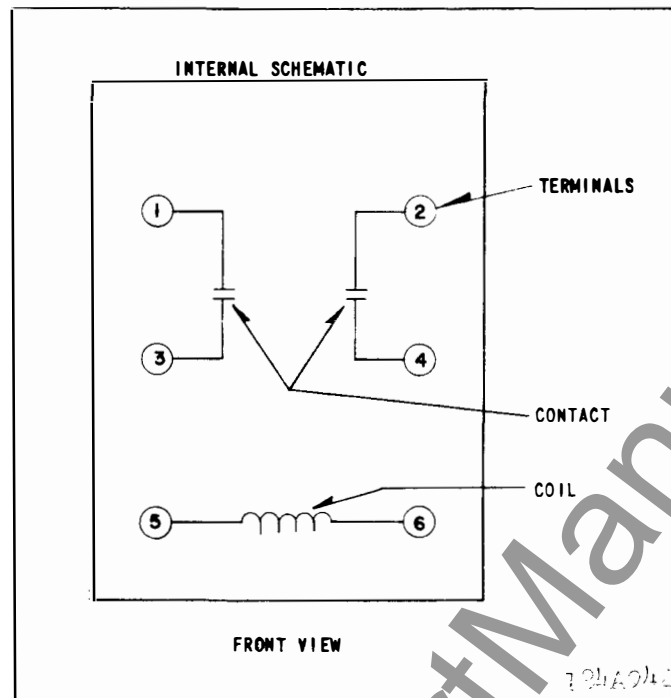 INTERNAL SCHEMATIC
1 2
TERMINALS
3 4
CONTACT
COIL
5 6
FRONT VIEW